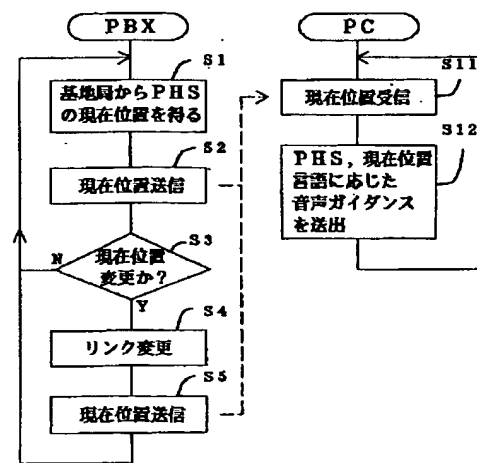 PBX
S1
基地局からPHS
の現在位置を得る
S2
現在位置送信
S3
現在位置
変更か?
N
Y
S4
リンク変更
S5
現在位置送信
PC
S11
現在位置受信
S12
PHS,現在位置
言語に応じた
音声ガイダンス
を送出